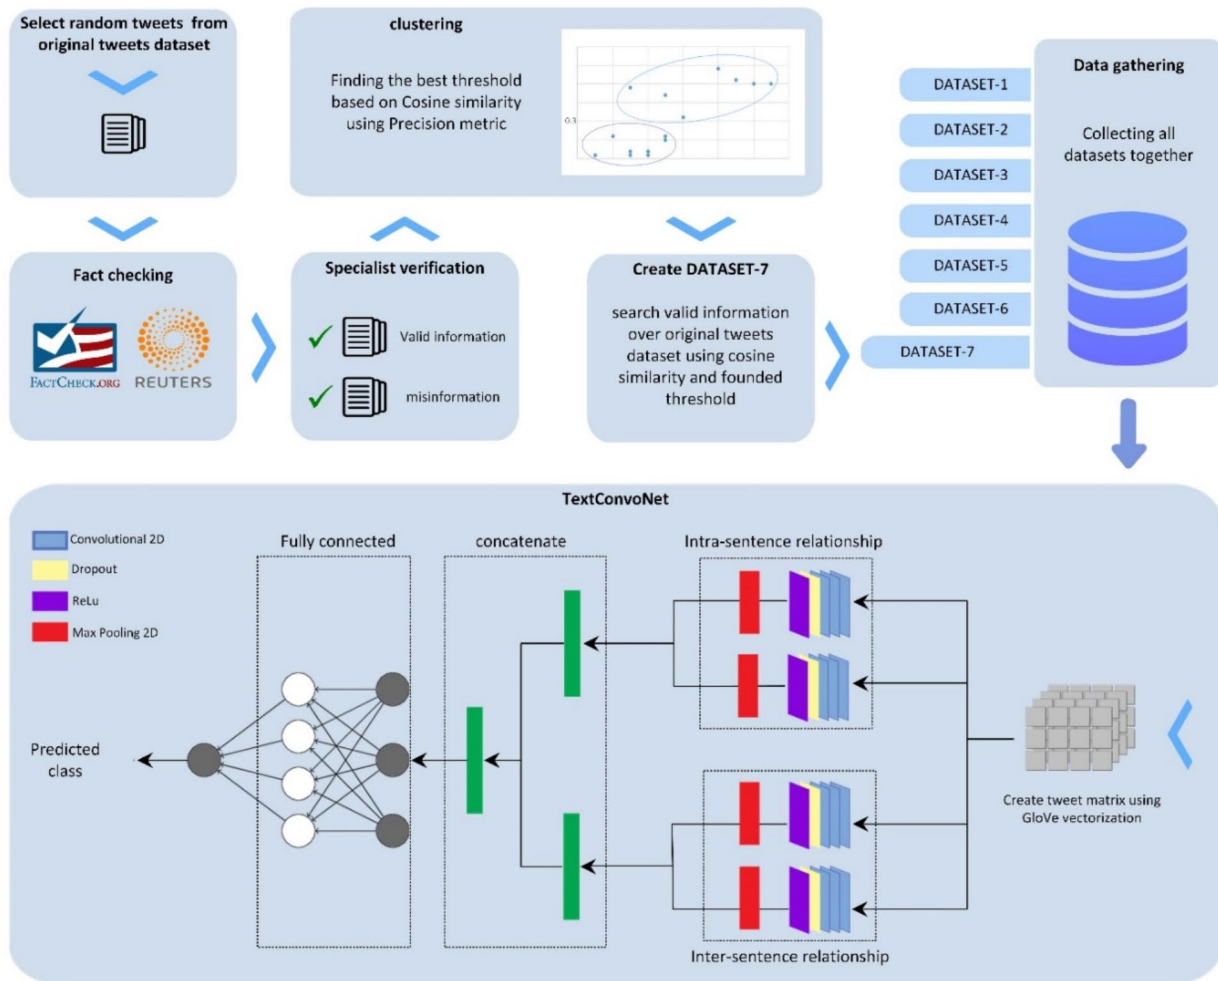 Select random tweets from
original tweets dataset
clustering
Finding the best threshold
based on Cosine similarity
using Precision metric
0.3
Fact checking
FACTCHECK.ORG
REUTERS
Specialist verification
Valid information
misinformation
Create DATASET-7
search valid information
over original tweets
dataset using cosine
similarity and founded
threshold
DATASET-1
DATASET-2
DATASET-3
DATASET-4
DATASET-5
DATASET-6
DATASET-7
Data gathering
Collecting all
datasets together
TextConvoNet
Convolutional 2D
Dropout
ReLu
Max Pooling 2D
Fully connected
concatenate
Intra-sentence relationship
Predicted
class
Create tweet matrix using
GloVe vectorization
Inter-sentence relationship